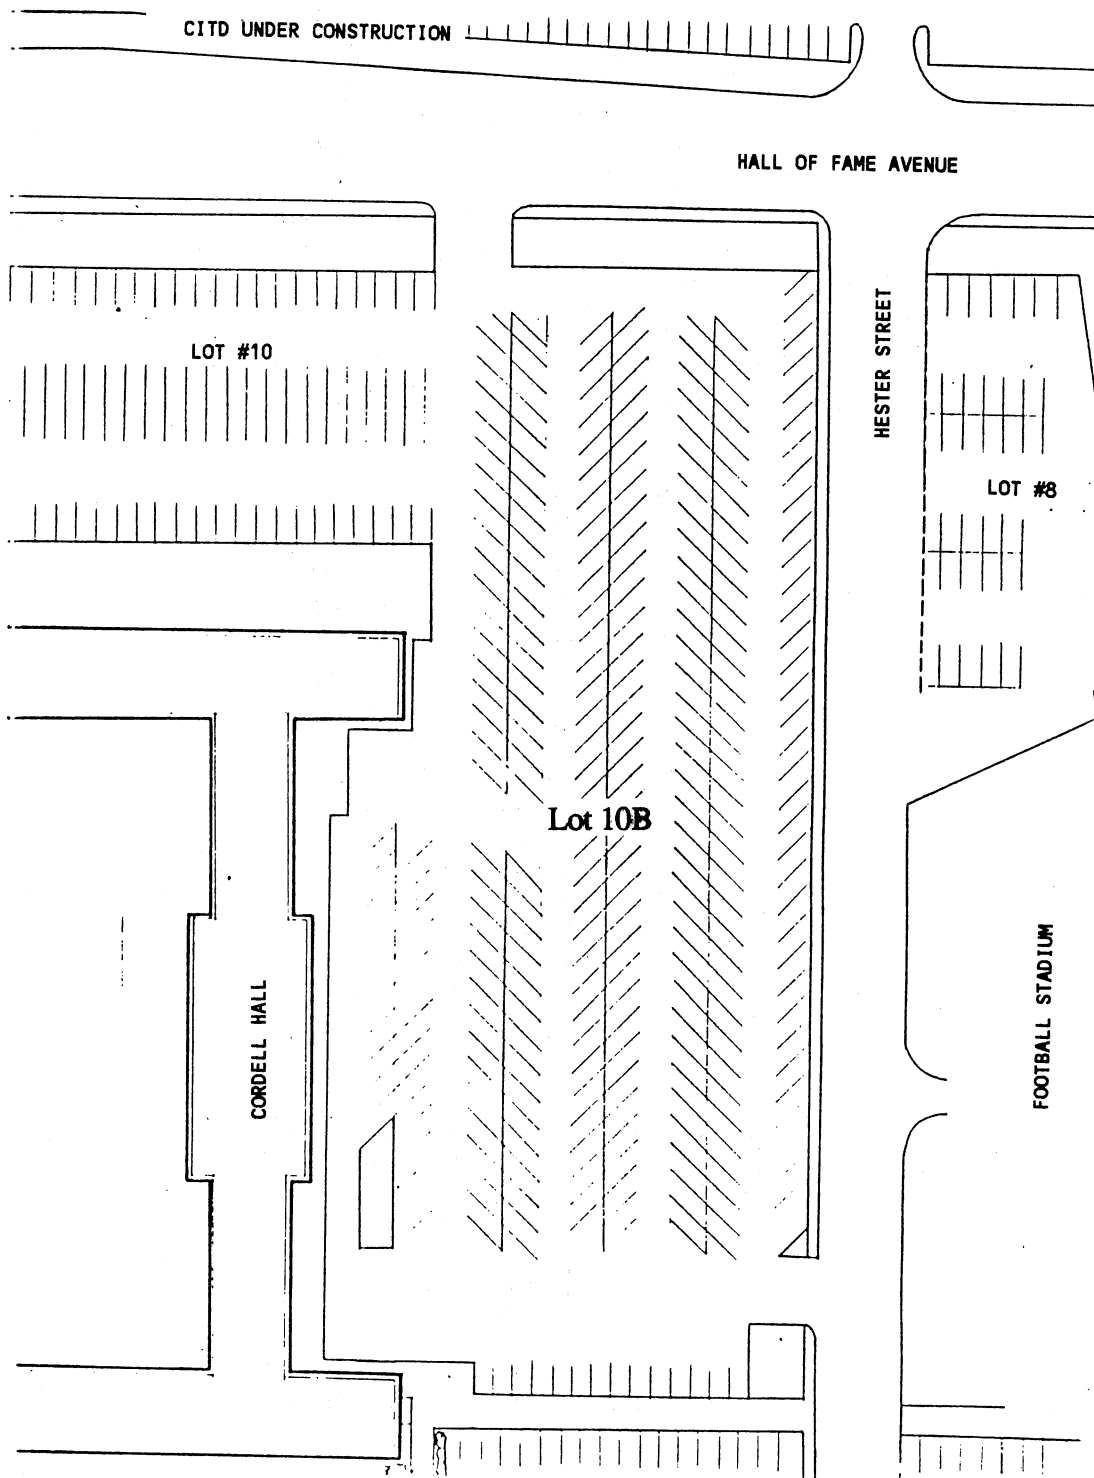 CITD UNDER CONSTRUCTION
HALL OF FAME AVENUE
HESTER STREET
LOT #10
LOT #8
Lot 10B
CORDELL HALL
FOOTBALL STADIUM